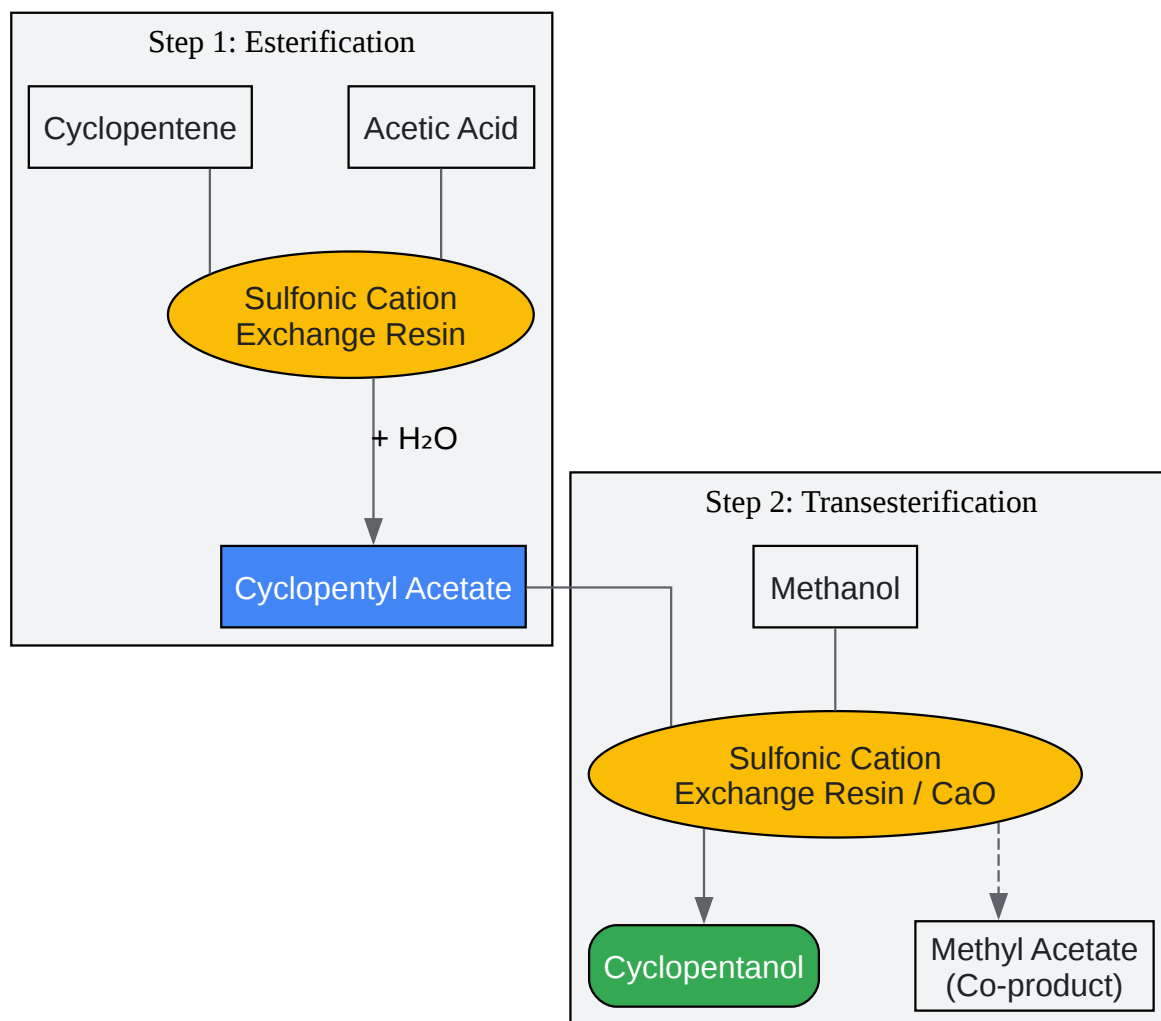 Step 1: Esterification
Cyclopentene
Acetic Acid
Sulfonic Cation
Exchange Resin
+ H₂O
Cyclopentyl Acetate
Step 2: Transesterification
Methanol
Sulfonic Cation
Exchange Resin / CaO
Cyclopentanol
Methyl Acetate
(Co-product)